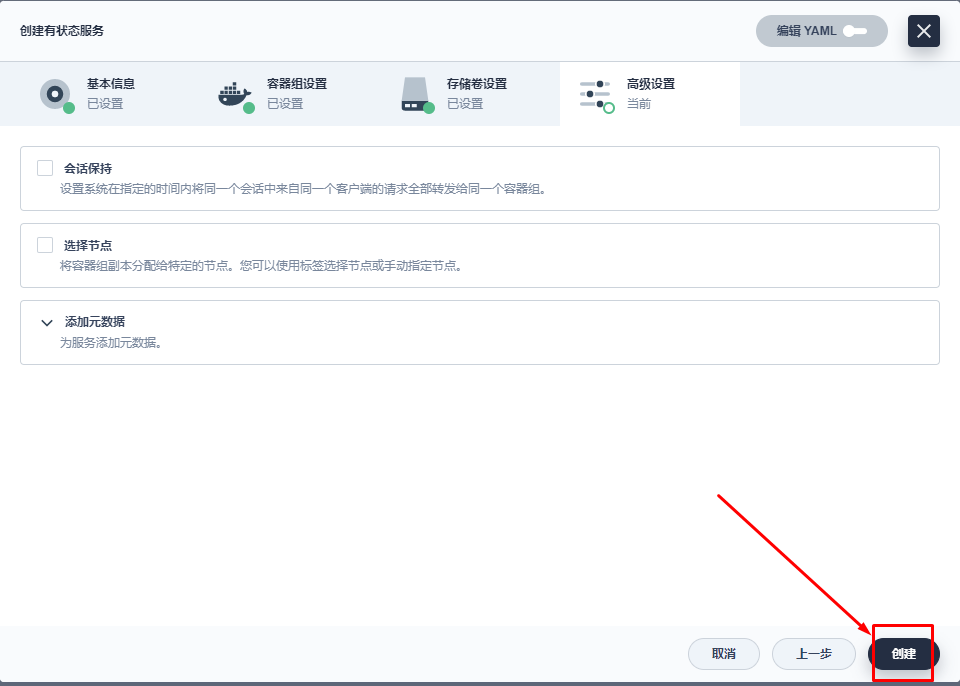 创建有状态服务
编辑 YAML
基本信息
已设置
容器组设置
已设置
存储卷设置
已设置
高级设置
当前
会话保持
设置系统在指定的时间内将同一个会话中来自同一个客户端的请求全部转发给同一个容器组。
选择节点
将容器组副本分配给特定的节点。您可以使用标签选择节点或手动指定节点。
添加元数据
为服务添加元数据。
取消
上一步
创建